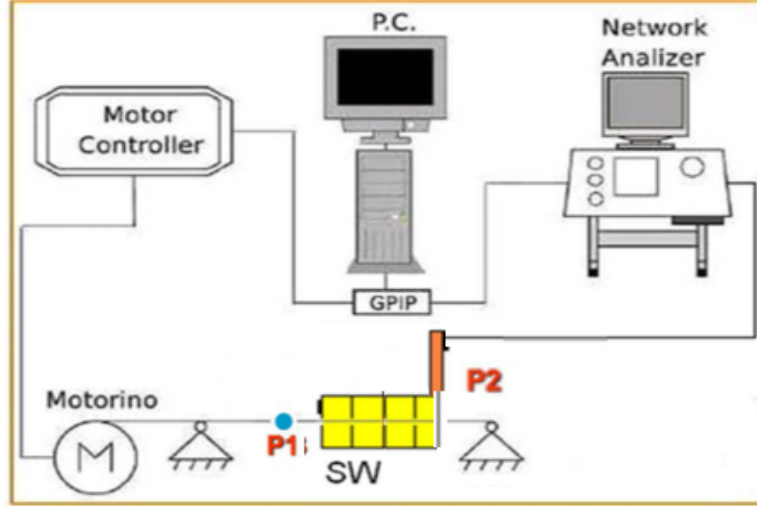 P.C.
Network
Analizer
Motor
Controller
GPIP
P2
Motorino
P1
M
SW